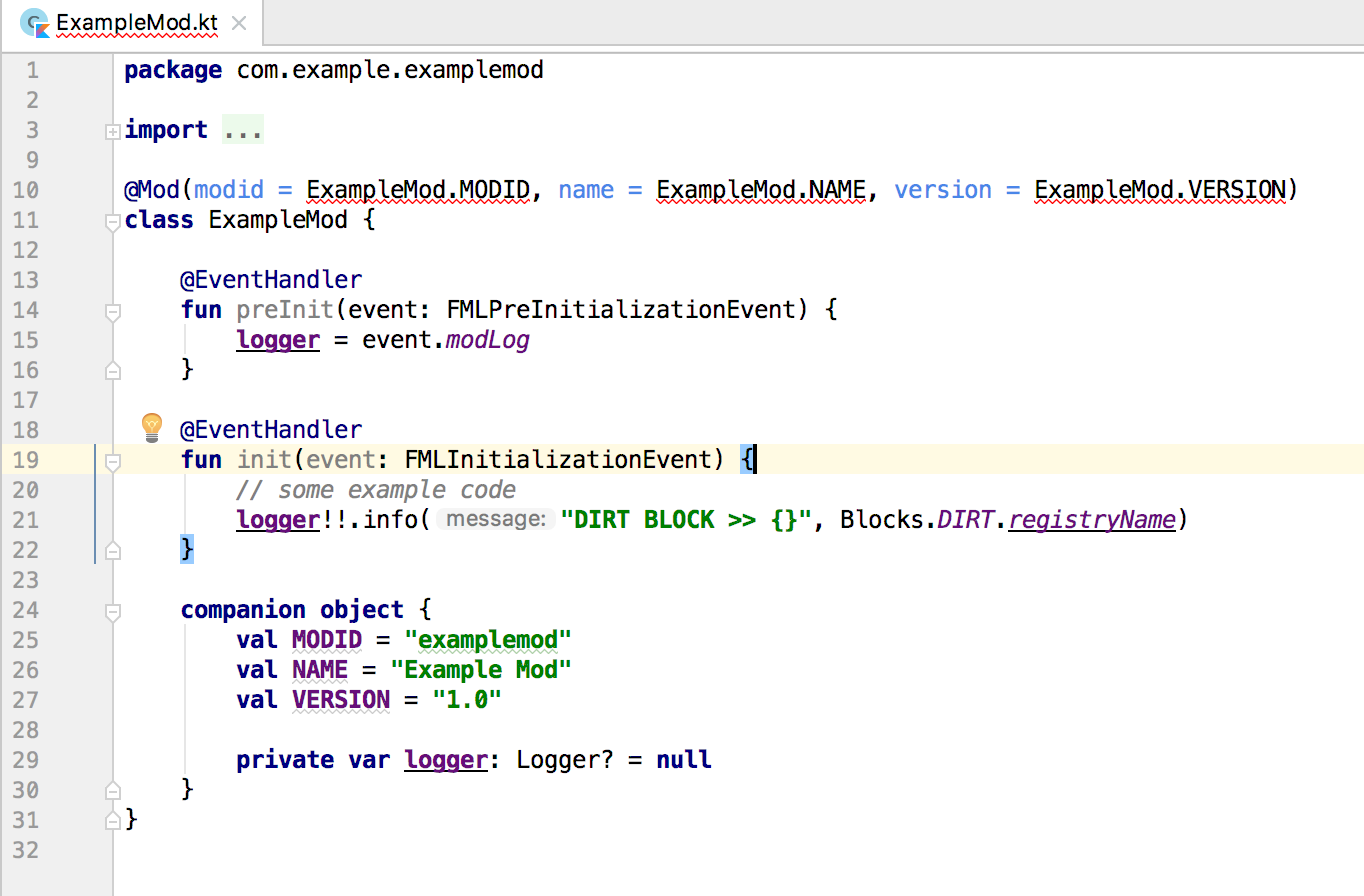 ExampleMod.kt
1 package com.example.examplemod
2
3 import ...
9
10 @Mod(modid = ExampleMod.MODID, name = ExampleMod.NAME, version = ExampleMod.VERSION)
11 class ExampleMod {
12
13     @EventHandler
14     fun preInit(event: FMLPreInitializationEvent) {
15         logger = event.modLog
16     }
17
18     @EventHandler
19     fun init(event: FMLInitializationEvent) {
20         // some example code
21         logger!!.info( message: "DIRT BLOCK >> {}", Blocks.DIRT.registryName)
22     }
23
24     companion object {
25         val MODID = "examplemod"
26         val NAME = "Example Mod"
27         val VERSION = "1.0"
28
29         private var logger: Logger? = null
30     }
31 }
32